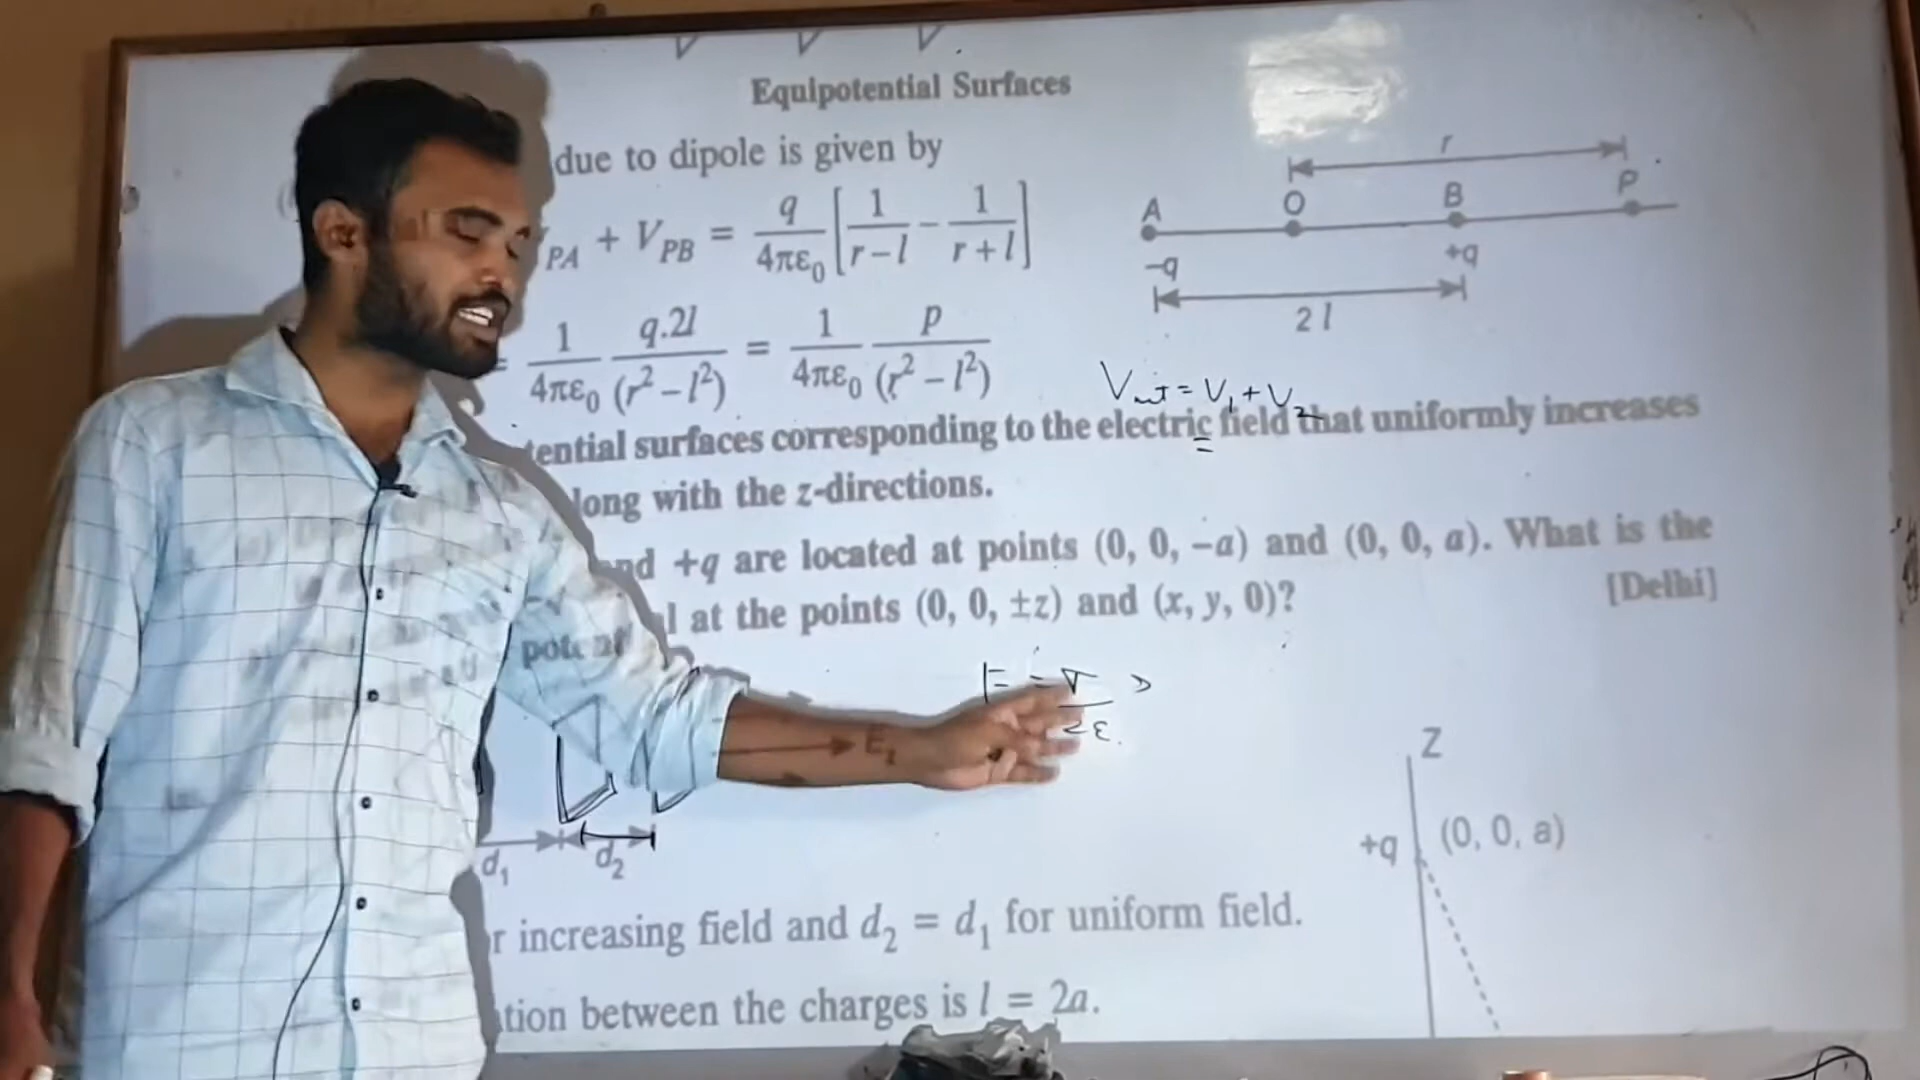 Equipotential Surfaces
due to dipole is given by
PA + V_PB = q/4πε₀ [1/r−l − 1/r+l]
r
A O B P
−q +q
2l
= 1/4πε₀ q.2l/(r² − l²) = 1/4πε₀ p/(r² − l²)
V = V₁ + V₂
tential surfaces corresponding to the electric field that uniformly increases
long with the z-directions.
nd +q are located at points (0, 0, −a) and (0, 0, a). What is the
l at the points (0, 0, ±z) and (x, y, 0)? [Delhi]
E = σ/2ε
E₁
Z
+q (0, 0, a)
d₁ d₂
r increasing field and d₂ = d₁ for uniform field.
tion between the charges is l = 2a.